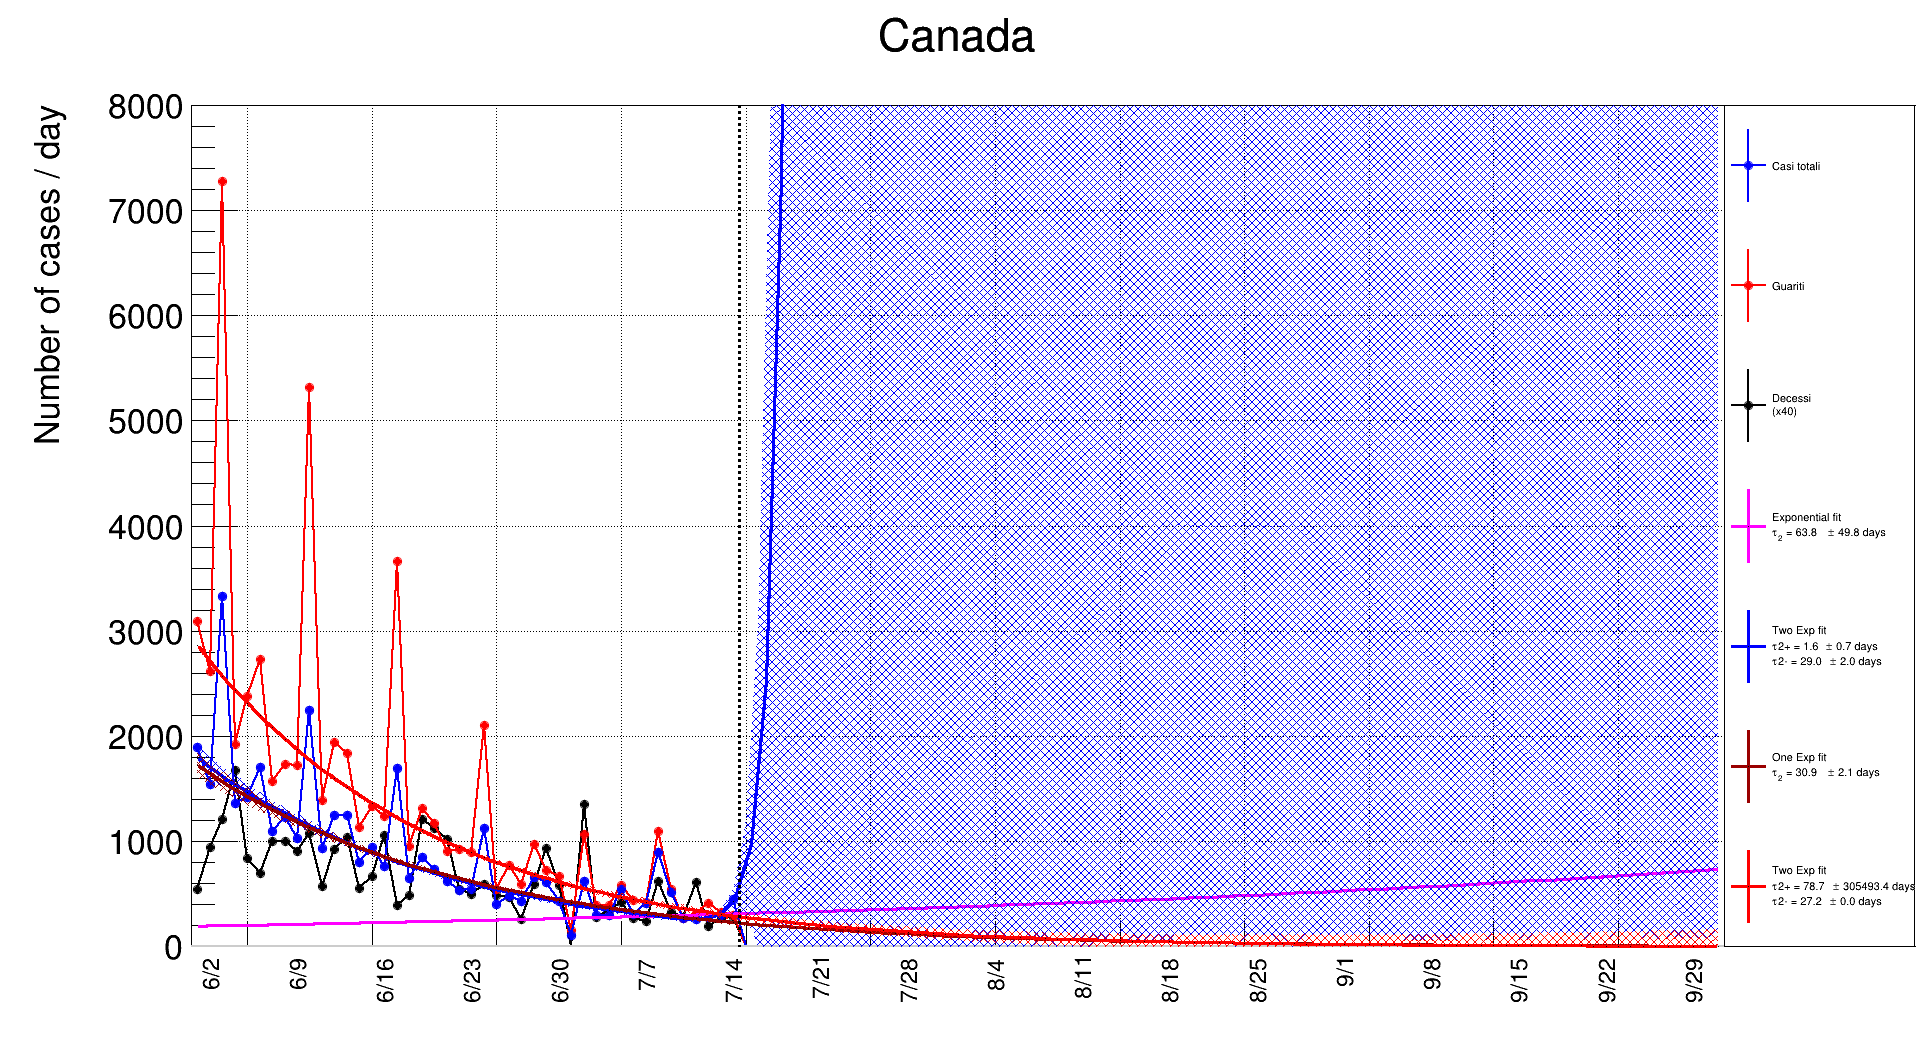 Canada
Number of cases / day
8000
7000
6000
5000
4000
3000
2000
1000
0
6/2
6/9
6/16
6/23
6/30
7/7
7/14
7/21
7/28
8/4
8/11
8/18
8/25
9/1
9/8
9/15
9/22
9/29
Casi totali
Guariti
Decessi
(x40)
Exponential fit
τ2 = 63.8 ± 49.8 days
Two Exp fit
τ2+ = 1.6 ± 0.7 days
τ2- = 29.0 ± 2.0 days
One Exp fit
τ2 = 30.9 ± 2.1 days
Two Exp fit
τ2+ = 78.7 ± 305493.4 days
τ2- = 27.2 ± 0.0 days